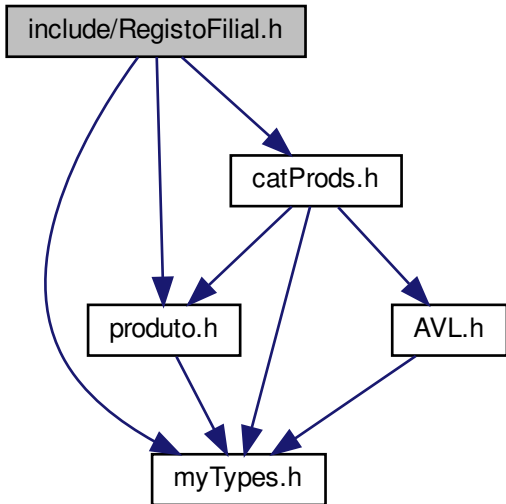 include/RegistoFilial.h
catProds.h
produto.h
AVL.h
myTypes.h